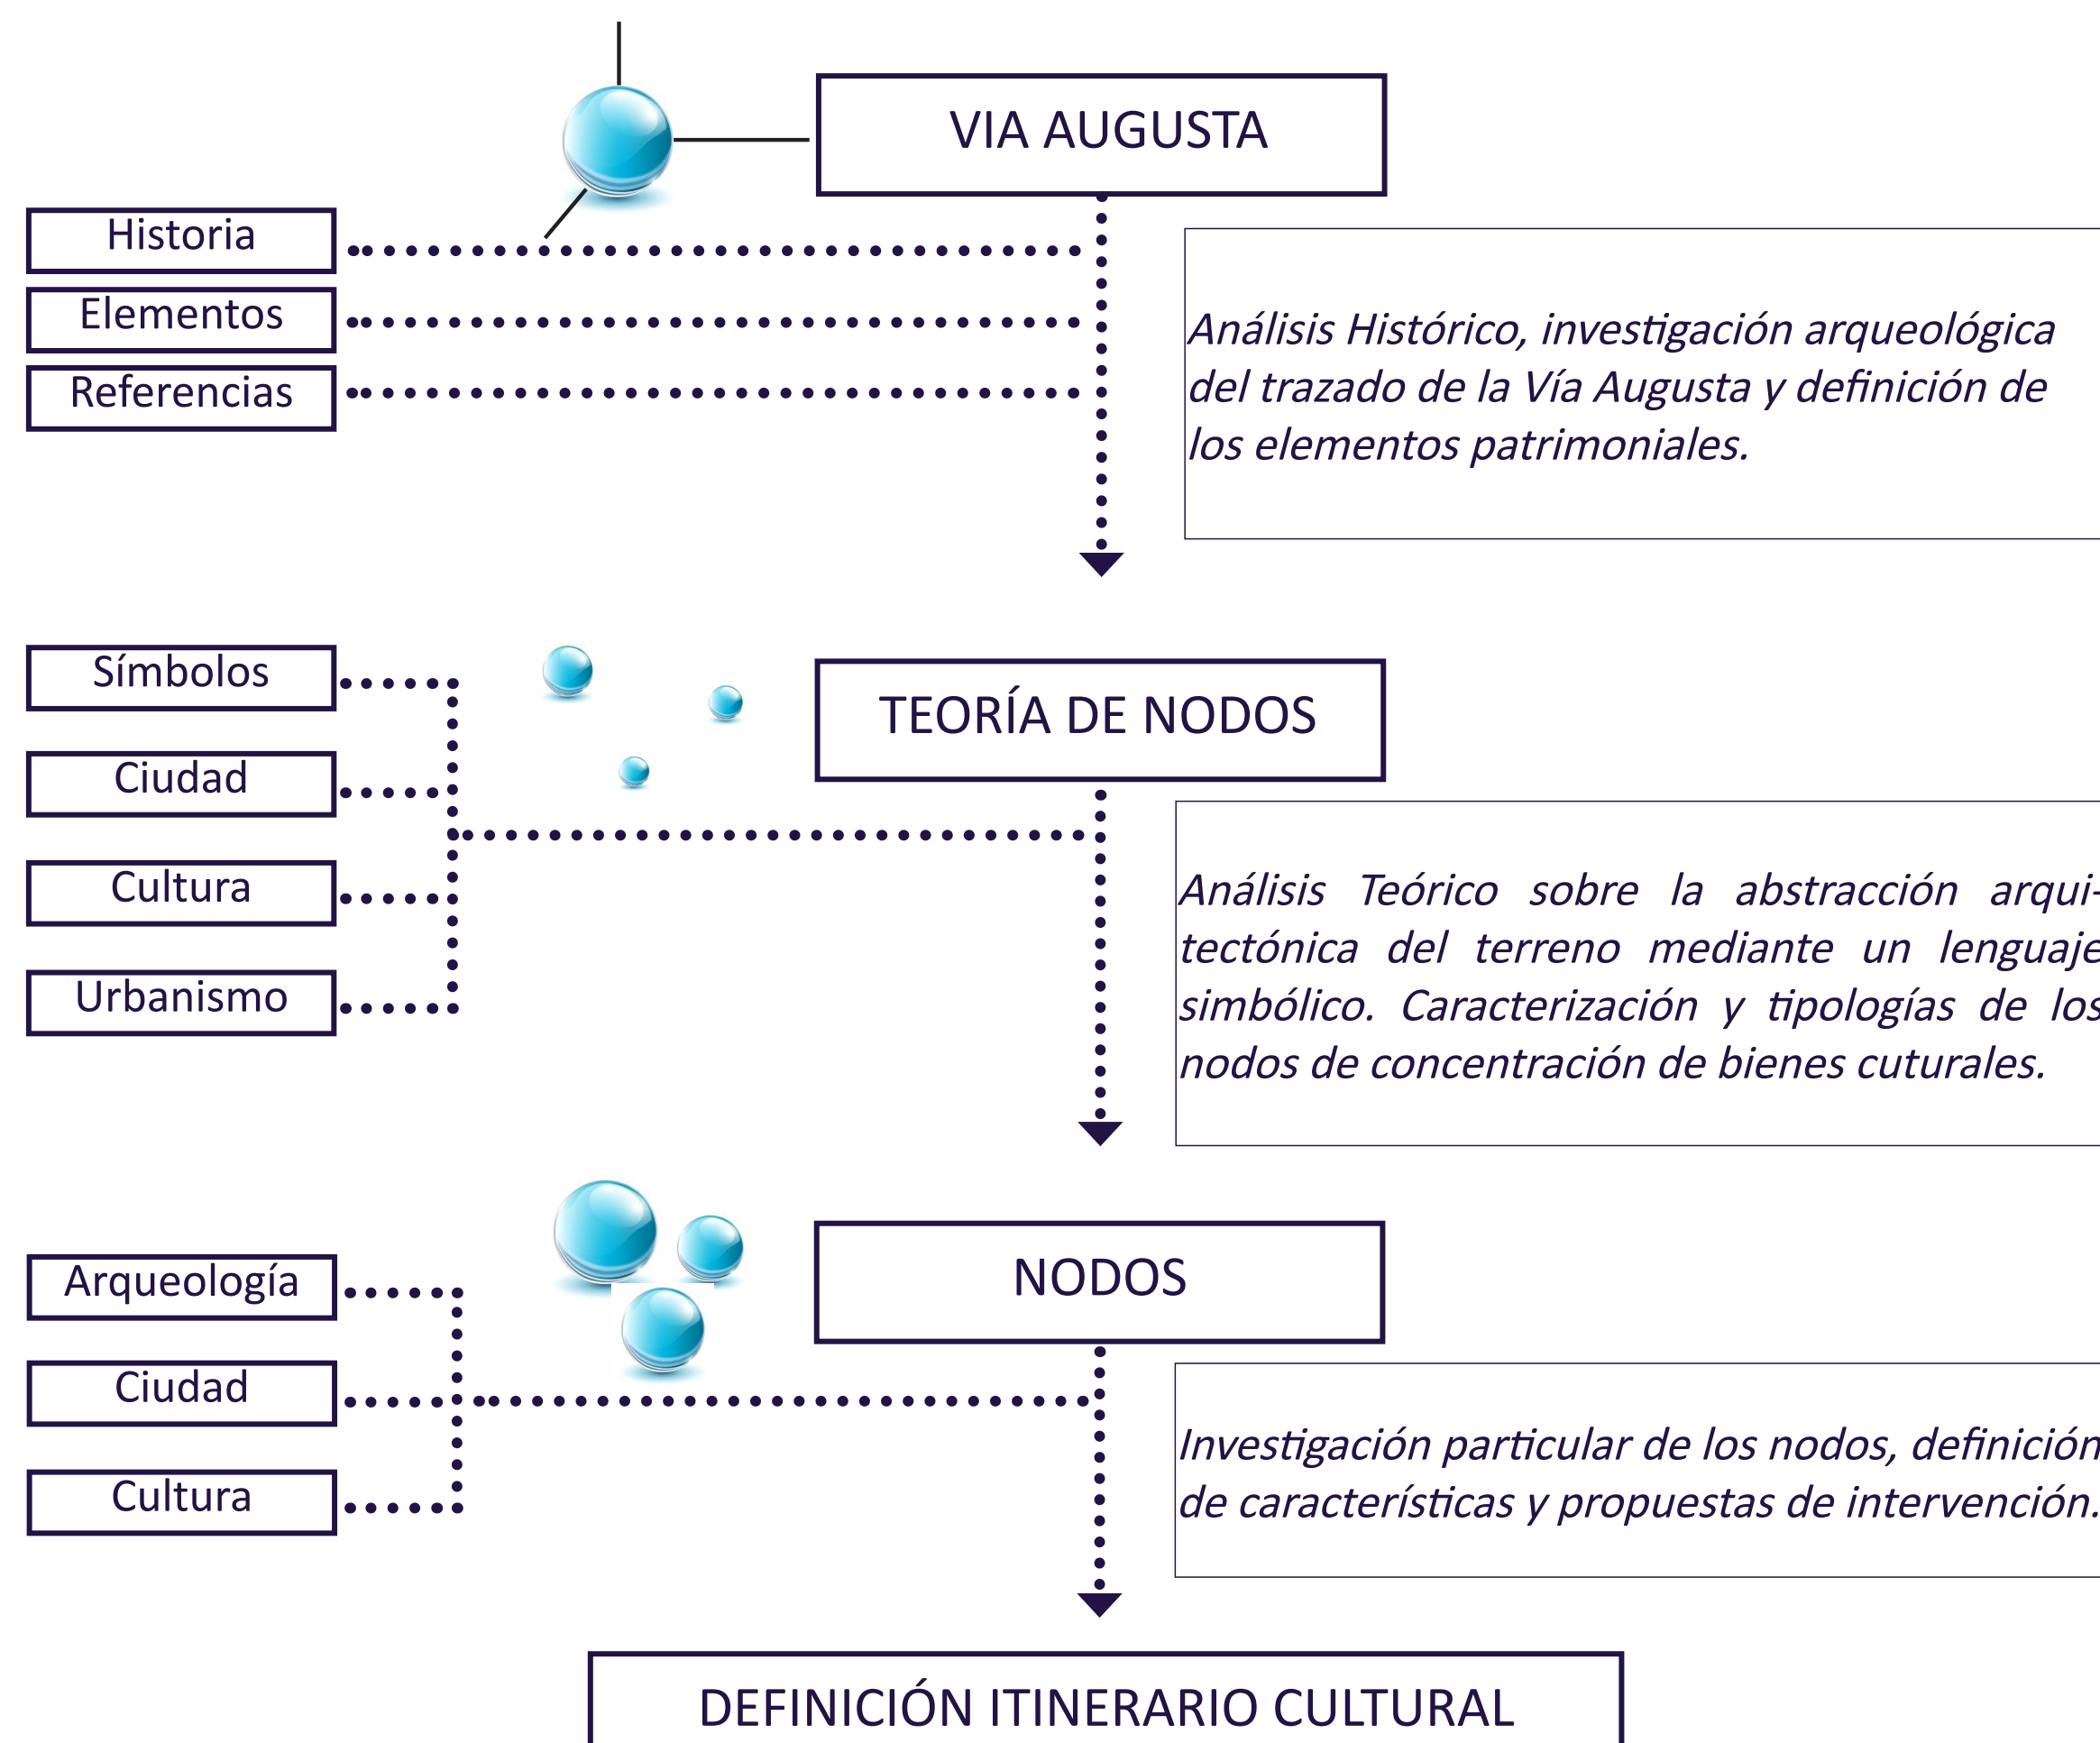 VIA AUGUSTA
Historia
Elementos
Referencias
Análisis Histórico, investigación arqueológica
del trazado de la Vía Augusta y definición de
los elementos patrimoniales.
Símbolos
Ciudad
Cultura
Urbanismo
TEORÍA DE NODOS
Análisis Teórico sobre la abstracción arqui-
tectónica del terreno mediante un lenguaje
simbólico. Caracterización y tipologías de los
nodos de concentración de bienes cuturales.
Arqueología
Ciudad
Cultura
NODOS
Investigación particular de los nodos, definición
de características y propuestas de intervención.
DEFINICIÓN ITINERARIO CULTURAL